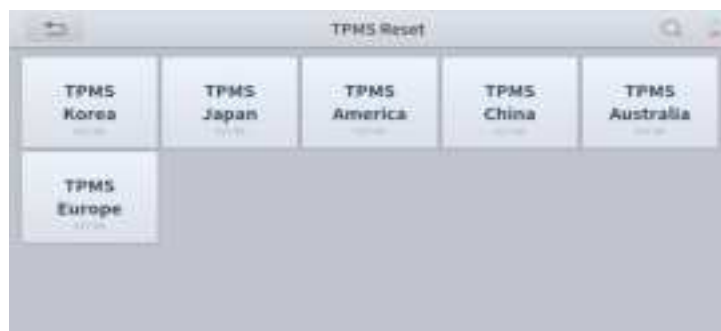 TPMS Reset
TPMS
Korea
TPMS
Japan
TPMS
America
TPMS
China
TPMS
Australia
TPMS
Europe